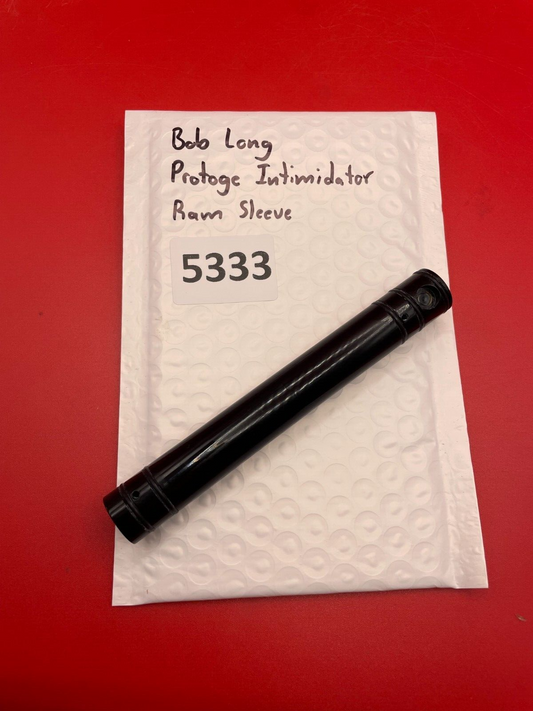 Bob Long
Protoge Intimidator
Ram Sleeve
5333